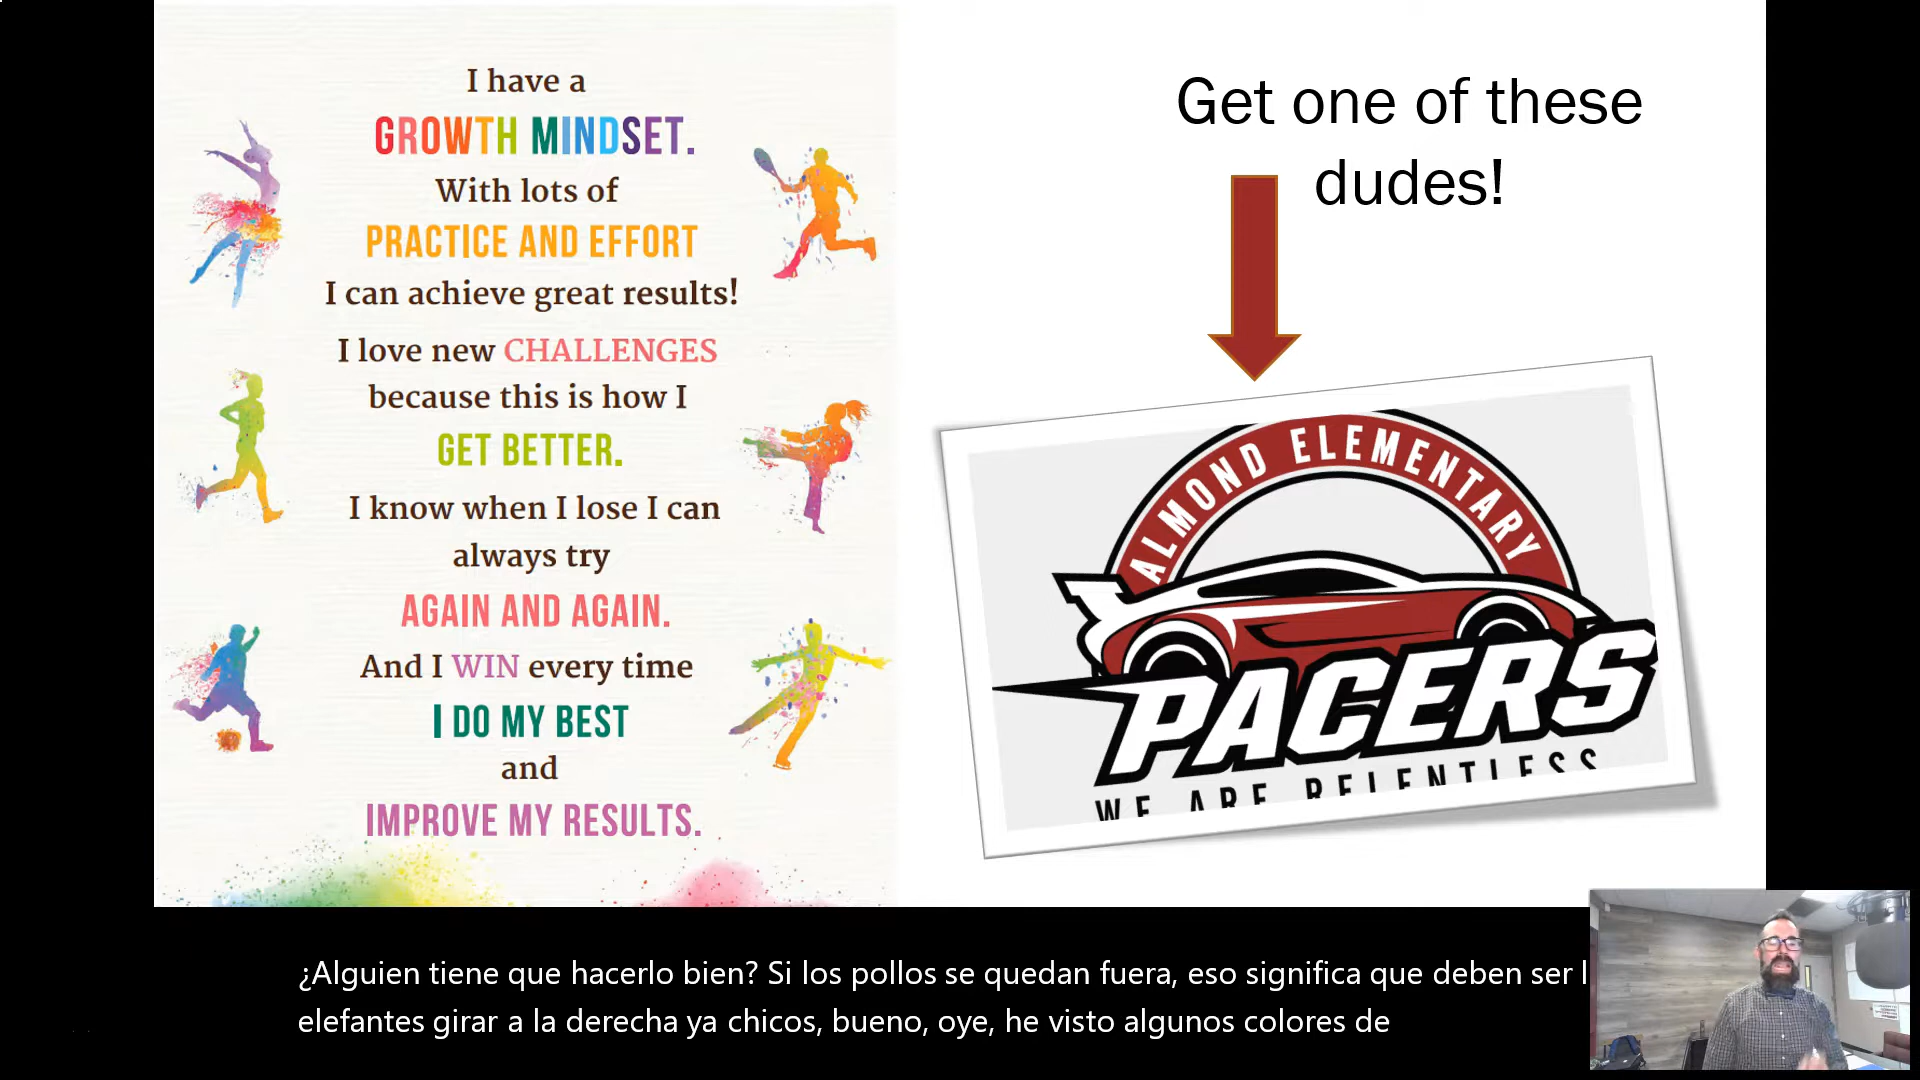 I have a
GROWTH MINDSET.
With lots of
PRACTICE AND EFFORT
I can achieve great results!
I love new CHALLENGES
because this is how I
GET BETTER.
I know when I lose I can
always try
AGAIN AND AGAIN.
And I WIN every time
I DO MY BEST
and
IMPROVE MY RESULTS.
Get one of these
dudes!
ALMOND ELEMENTARY
PACERS
WE ARE RELENTLESS
¿Alguien tiene que hacerlo bien? Si los pollos se quedan fuera, eso significa que deben ser l
elefantes girar a la derecha ya chicos, bueno, oye, he visto algunos colores de